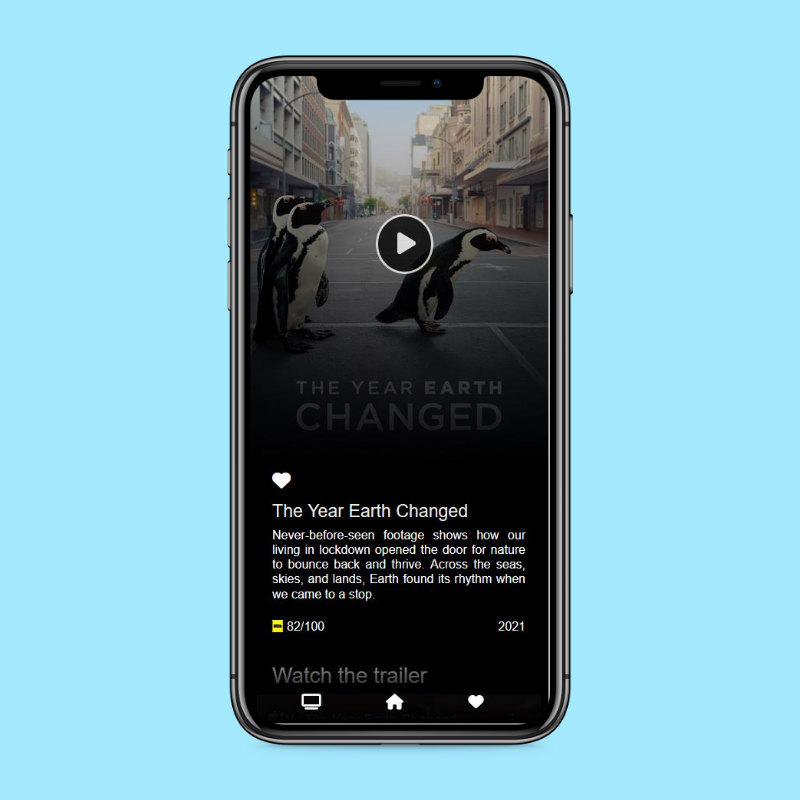 THE YEAR EARTH
CHANGED
The Year Earth Changed
Never-before-seen footage shows how our
living in lockdown opened the door for nature
to bounce back and thrive. Across the seas,
skies, and lands, Earth found its rhythm when
we came to a stop.
82/100
2021
Watch the trailer